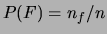 P(F) = n_f/n